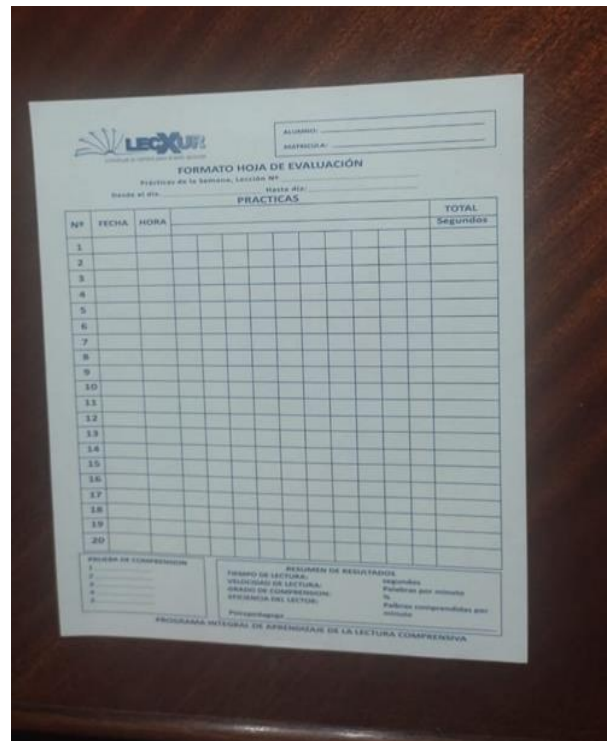 LECXUR
ALUMNO:
MATRICULA:
FORMATO HOJA DE EVALUACIÓN
Prácticas de la Semana, Lección Nº
Desde el día: Hasta día:
PRACTICAS
Nº FECHA HORA TOTAL
Segundos
1
2
3
4
5
6
7
8
9
10
11
12
13
14
15
16
17
18
19
20
PRUEBA DE COMPRENSION
1
2
3
4
5
RESUMEN DE RESULTADOS
TIEMPO DE LECTURA: segundos
VELOCIDAD DE LECTURA: Palabras por minuto
GRADO DE COMPRENSION: %
EFICIENCIA DEL LECTOR: Palbras comprendidas por minuto
Psicopedagogo
PROGRAMA INTEGRAL DE APRENDIZAJE DE LA LECTURA COMPRENSIVA